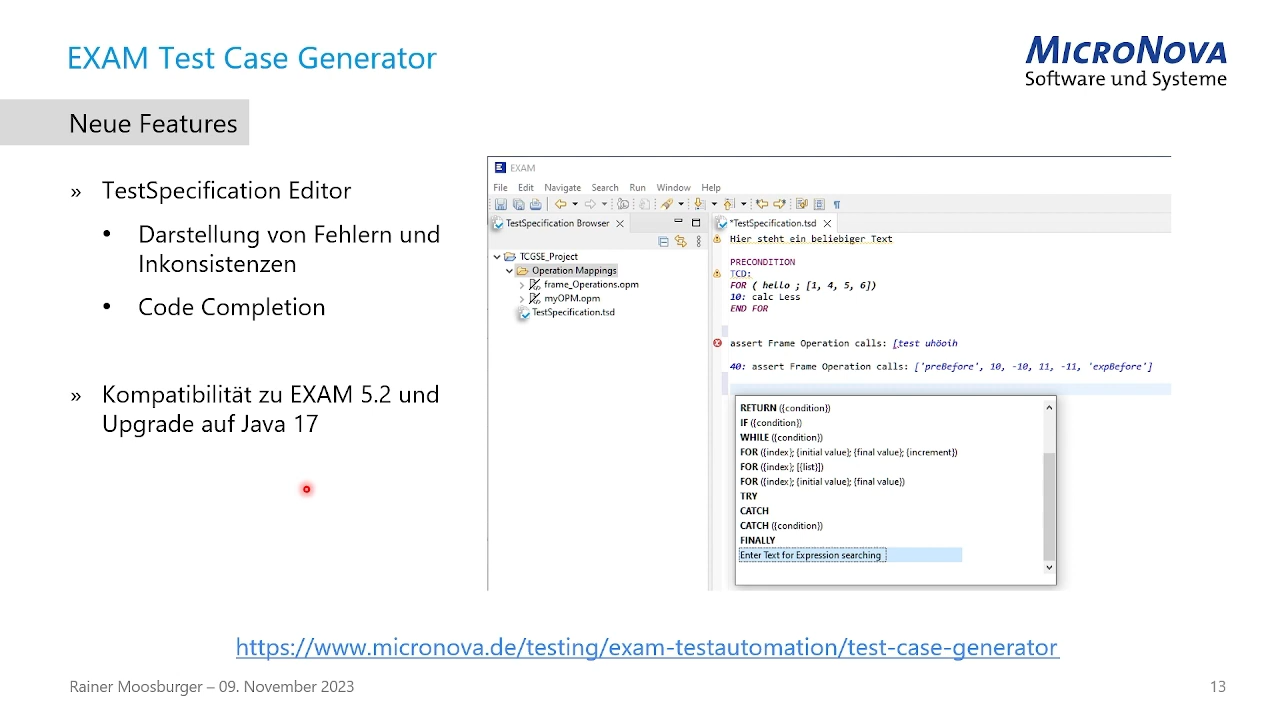 EXAM Test Case Generator
MICRONOVA
Software und Systeme
Neue Features
» TestSpecification Editor
• Darstellung von Fehlern und
Inkonsistenzen
• Code Completion
» Kompatibilität zu EXAM 5.2 und
Upgrade auf Java 17
EXAM
File Edit Navigate Search Run Window Help
TestSpecification Browser
TCGSE_Project
Operation Mappings
frame_Operations.opm
myOPM.opm
TestSpecification.tsd
*TestSpecification.tsd
Hier steht ein beliebiger Text
PRECONDITION
TCD:
FOR ( hello ; [1, 4, 5, 6])
10: calc Less
END FOR
assert Frame Operation calls: [test uhöoih
40: assert Frame Operation calls: ['preBefore', 10, -10, 11, -11, 'expBefore']
RETURN ({condition})
IF ({condition})
WHILE ({condition})
FOR ({index}; {initial value}; {final value}; {increment})
FOR ({index}; [{list}])
FOR ({index}; {initial value}; {final value})
TRY
CATCH
CATCH ({condition})
FINALLY
Enter Text for Expression searching
https://www.micronova.de/testing/exam-testautomation/test-case-generator
Rainer Moosburger – 09. November 2023
13